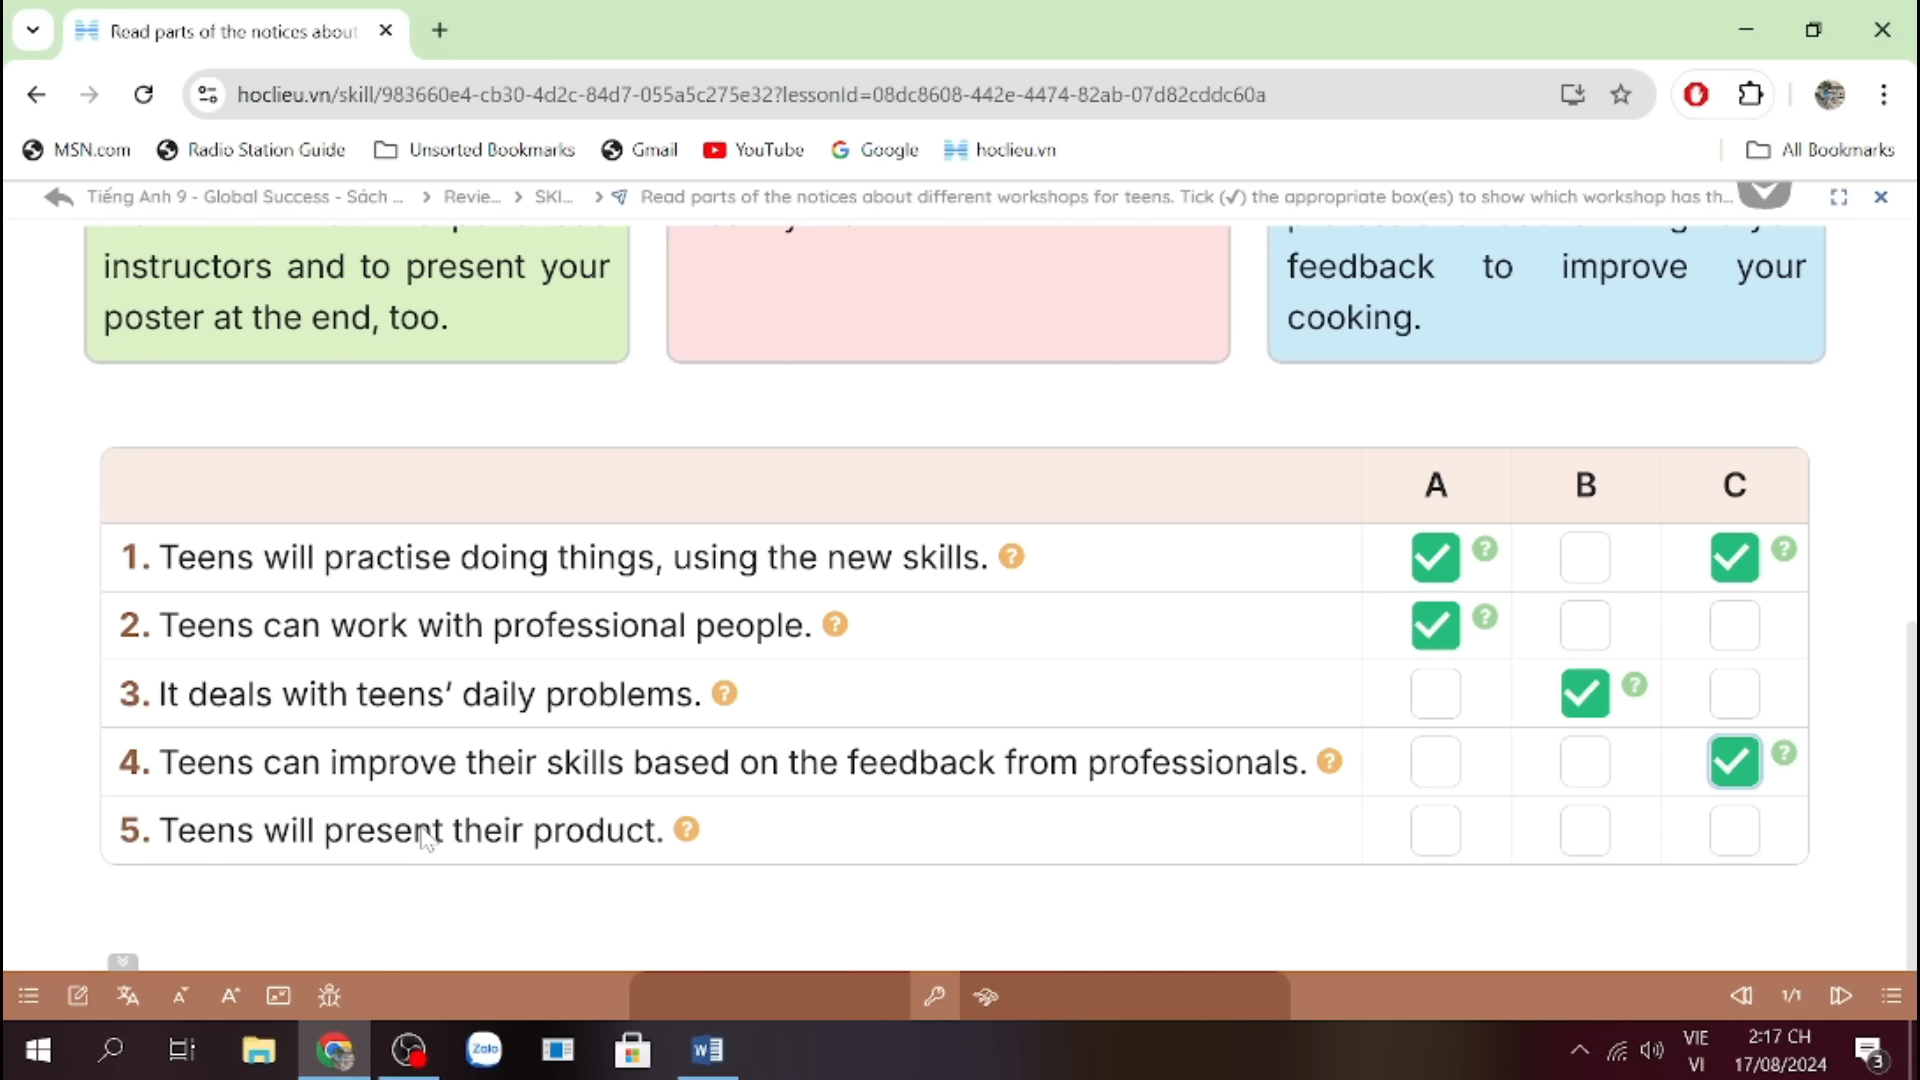 Read parts of the notices about
hoclieu.vn/skill/983660e4-cb30-4d2c-84d7-055a5c275e32?lessonId=08dc8608-442e-4474-82ab-07d82cddc60a
MSN.com
Radio Station Guide
Unsorted Bookmarks
Gmail
YouTube
Google
hoclieu.vn
All Bookmarks
Tiếng Anh 9 - Global Success - Sách ... > Revie... > SKI... > Read parts of the notices about different workshops for teens. Tick (✓) the appropriate box(es) to show which workshop has th...
instructors and to present your
poster at the end, too.
feedback to improve your
cooking.
A B C
1. Teens will practise doing things, using the new skills.
2. Teens can work with professional people.
3. It deals with teens' daily problems.
4. Teens can improve their skills based on the feedback from professionals.
5. Teens will present their product.
1/1
Zalo
VIE
VI
2:17 CH
17/08/2024
3